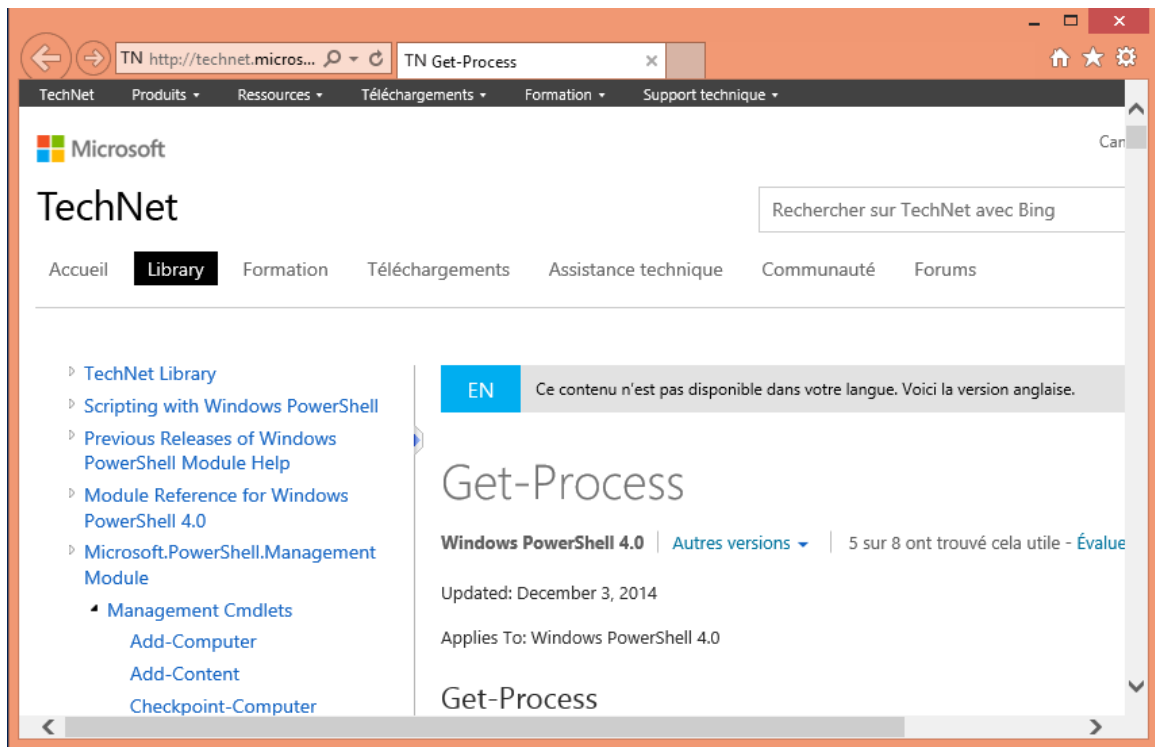 TN http://technet.micros...
TN Get-Process
TechNet Produits Ressources Téléchargements Formation Support technique
Microsoft
TechNet
Rechercher sur TechNet avec Bing
Accueil Library Formation Téléchargements Assistance technique Communauté Forums
TechNet Library
Scripting with Windows PowerShell
Previous Releases of Windows
PowerShell Module Help
Module Reference for Windows
PowerShell 4.0
Microsoft.PowerShell.Management
Module
Management Cmdlets
Add-Computer
Add-Content
Checkpoint-Computer
EN Ce contenu n'est pas disponible dans votre langue. Voici la version anglaise.
Get-Process
Windows PowerShell 4.0 Autres versions 5 sur 8 ont trouvé cela utile - Évalue
Updated: December 3, 2014
Applies To: Windows PowerShell 4.0
Get-Process